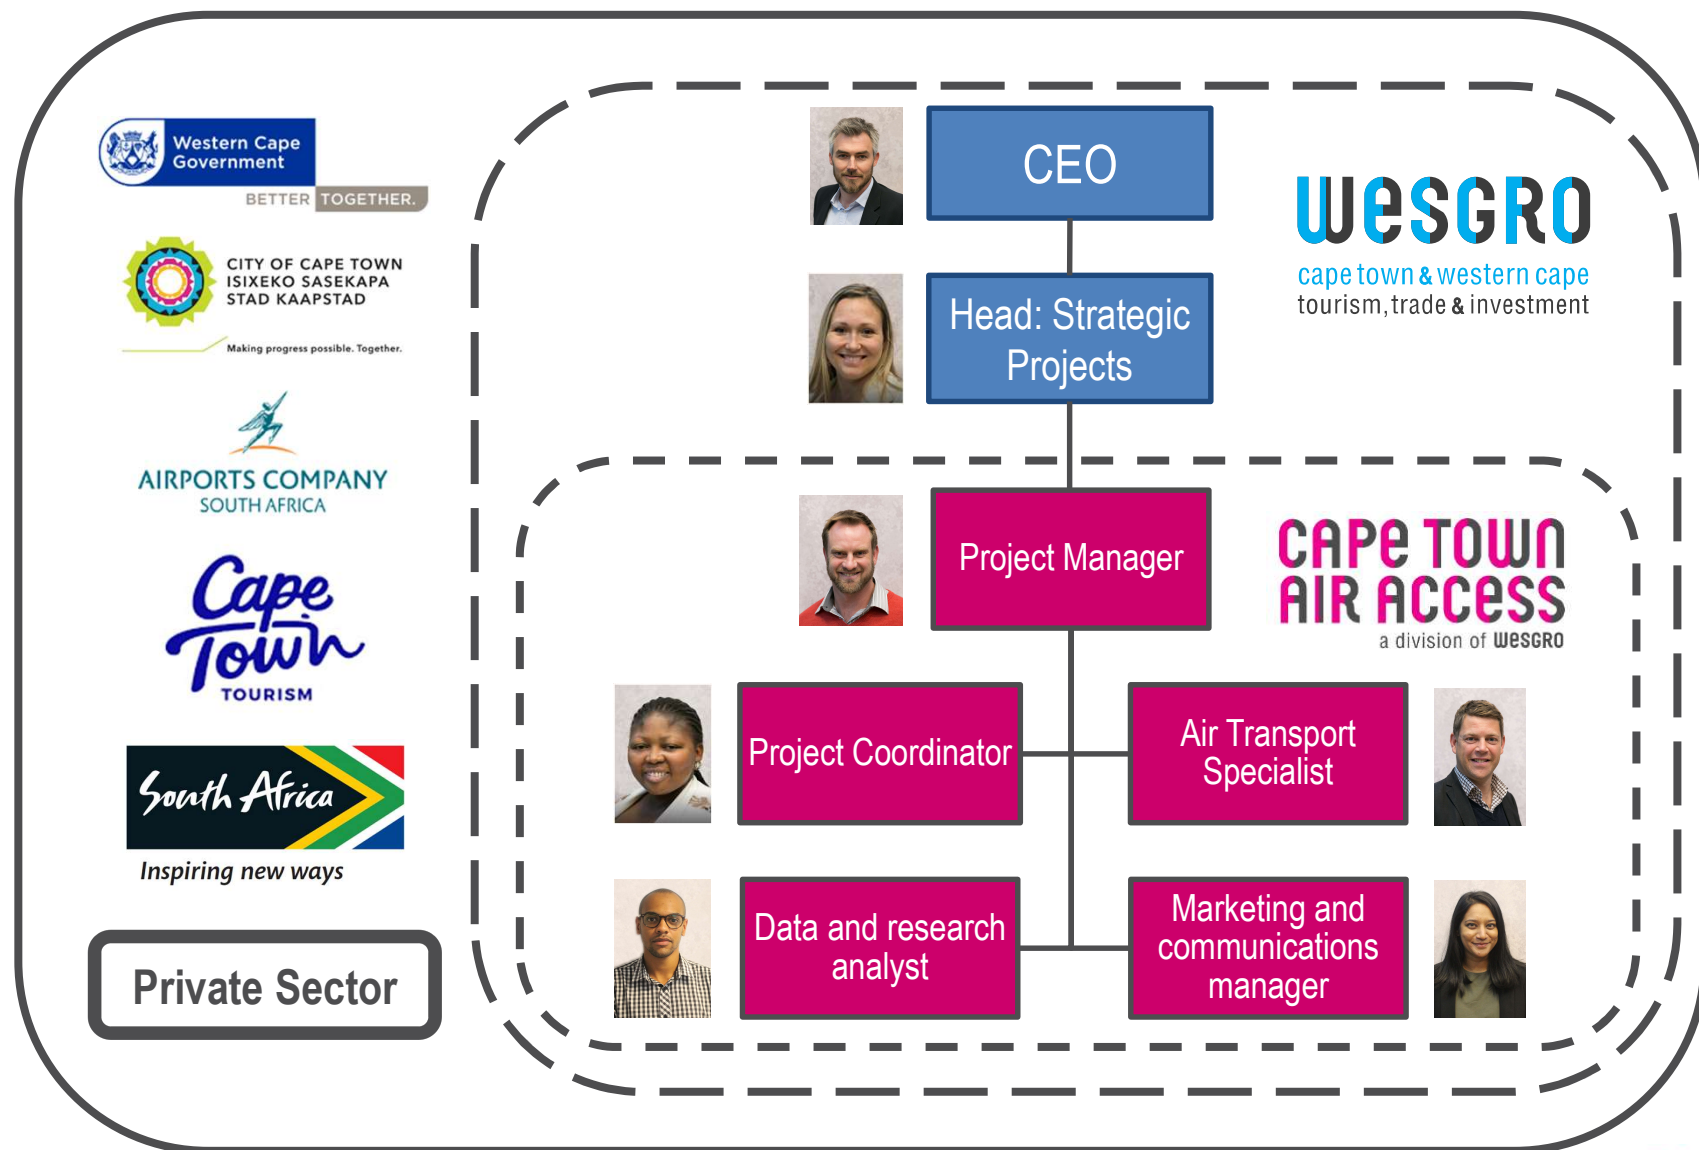 Western Cape
Government
BETTER TOGETHER.
CITY OF CAPE TOWN
ISIXEKO SASEKAPA
STAD KAAPSTAD
Making progress possible. Together.
AIRPORTS COMPANY
SOUTH AFRICA
Cape
Town
TOURISM
South Africa
Inspiring new ways
Private Sector
CEO
Head: Strategic
Projects
WESGRO
cape town & western cape
tourism, trade & investment
Project Manager
CAPE TOWN
AIR ACCESS
a division of WESGRO
Project Coordinator
Air Transport
Specialist
Data and research
analyst
Marketing and
communications
manager